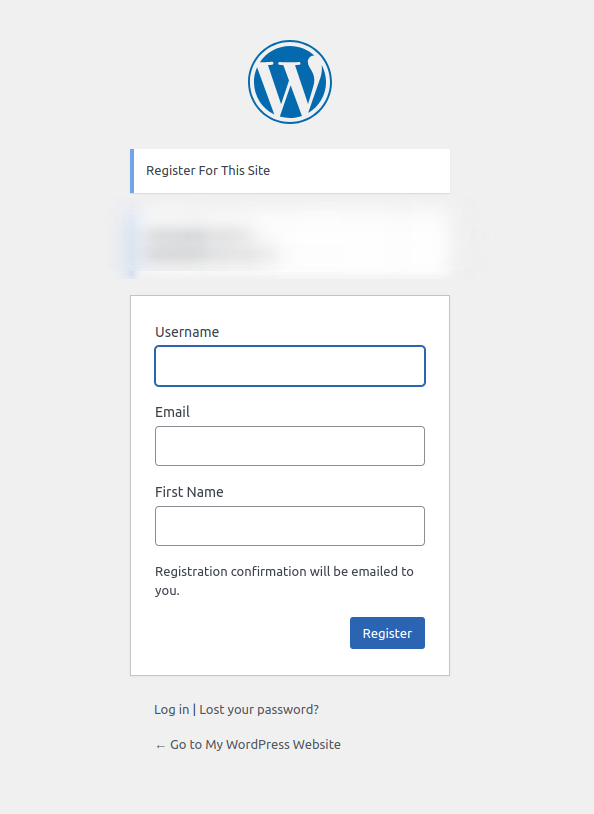 Register For This Site
Username
Email
First Name
Registration confirmation will be emailed to
you.
Register
Log in | Lost your password?
← Go to My WordPress Website